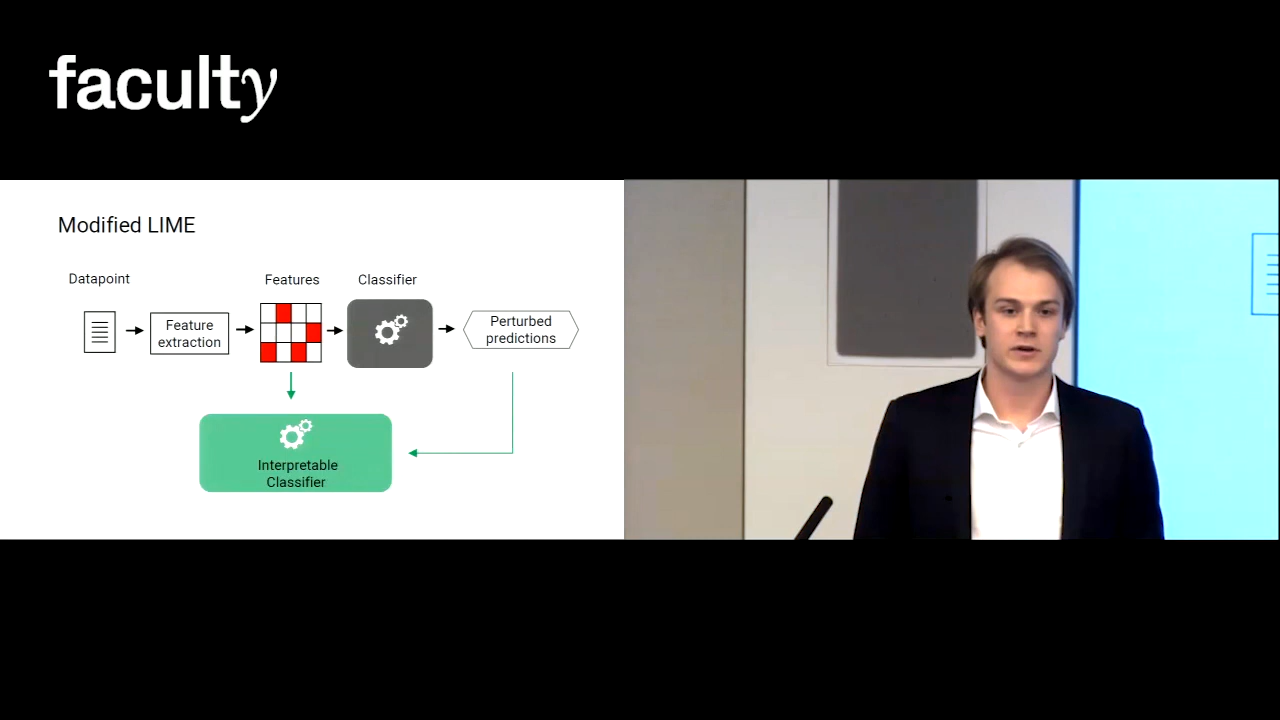 faculty
Modified LIME
Datapoint
Features
Classifier
Feature
extraction
Perturbed
predictions
Interpretable
Classifier